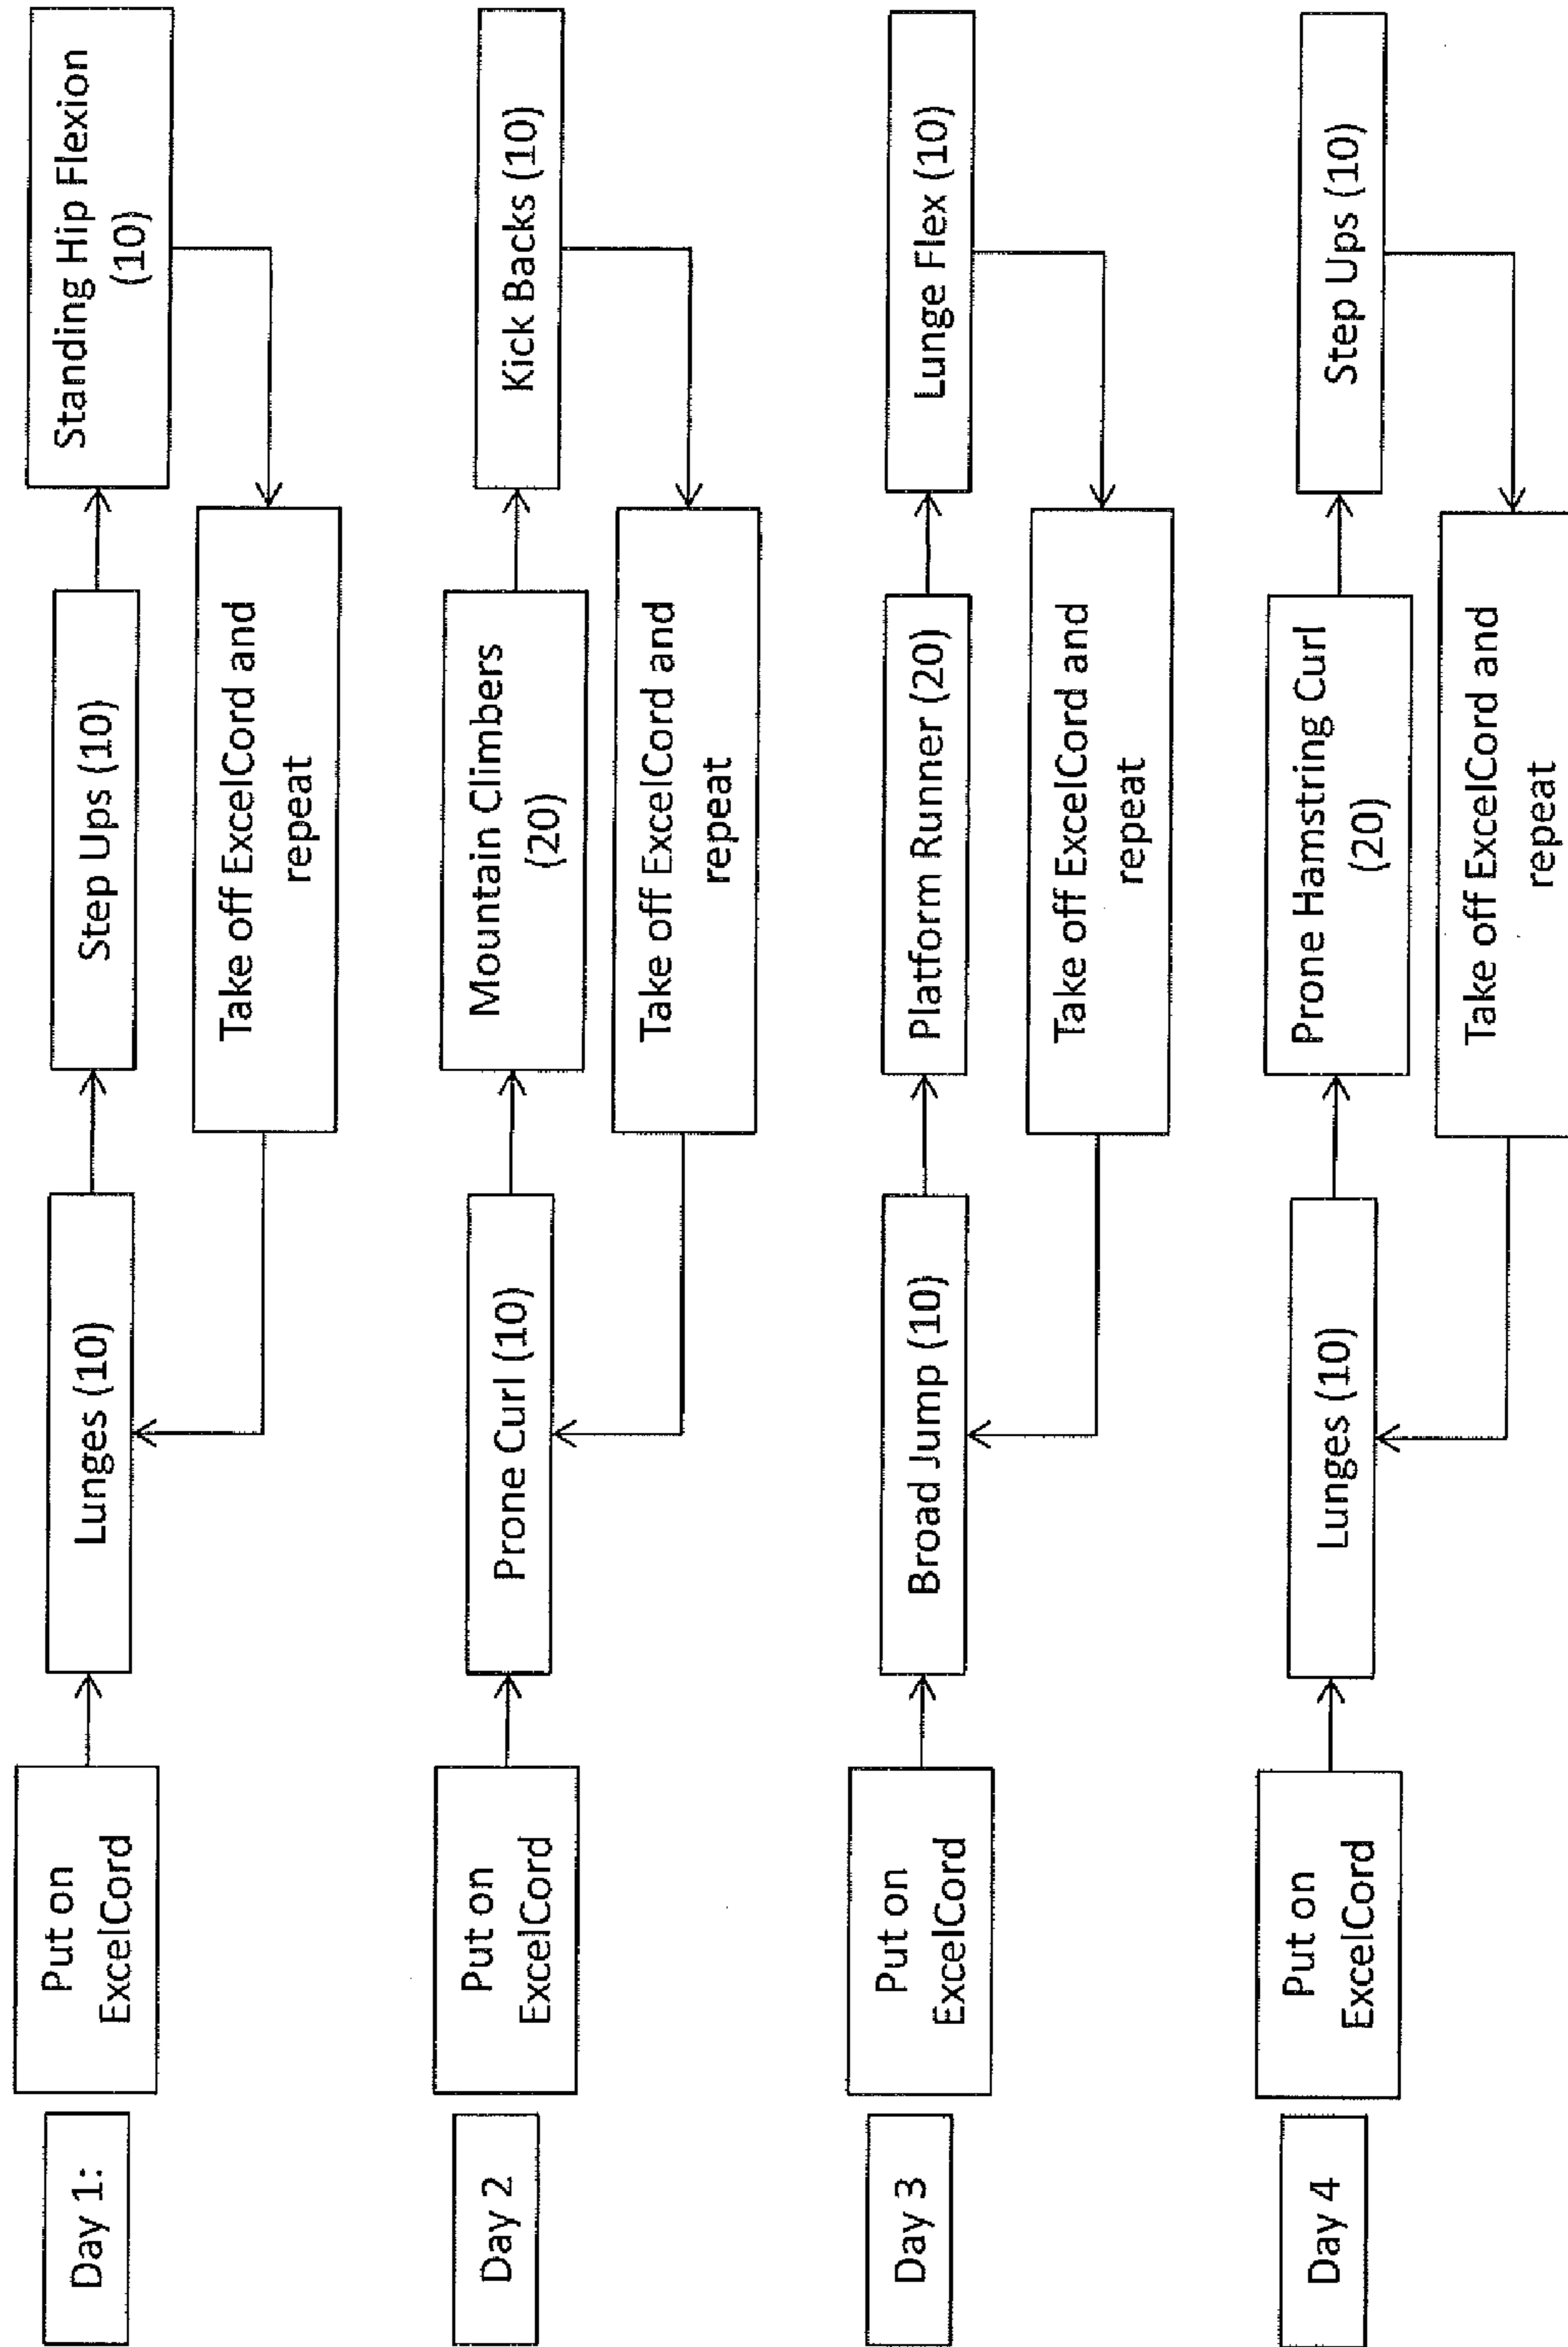 Day 1:
Put on
ExcelCord
Lunges (10)
Step Ups (10)
Standing Hip Flexion
(10)
Take off ExcelCord and
repeat
Day 2
Put on
ExcelCord
Prone Curl (10)
Mountain Climbers
(20)
Kick Backs (10)
Take off ExcelCord and
repeat
Day 3
Put on
ExcelCord
Broad Jump (10)
Platform Runner (20)
Lunge Flex (10)
Take off ExcelCord and
repeat
Day 4
Put on
ExcelCord
Lunges (10)
Prone Hamstring Curl
(20)
Step Ups (10)
Take off ExcelCord and
repeat